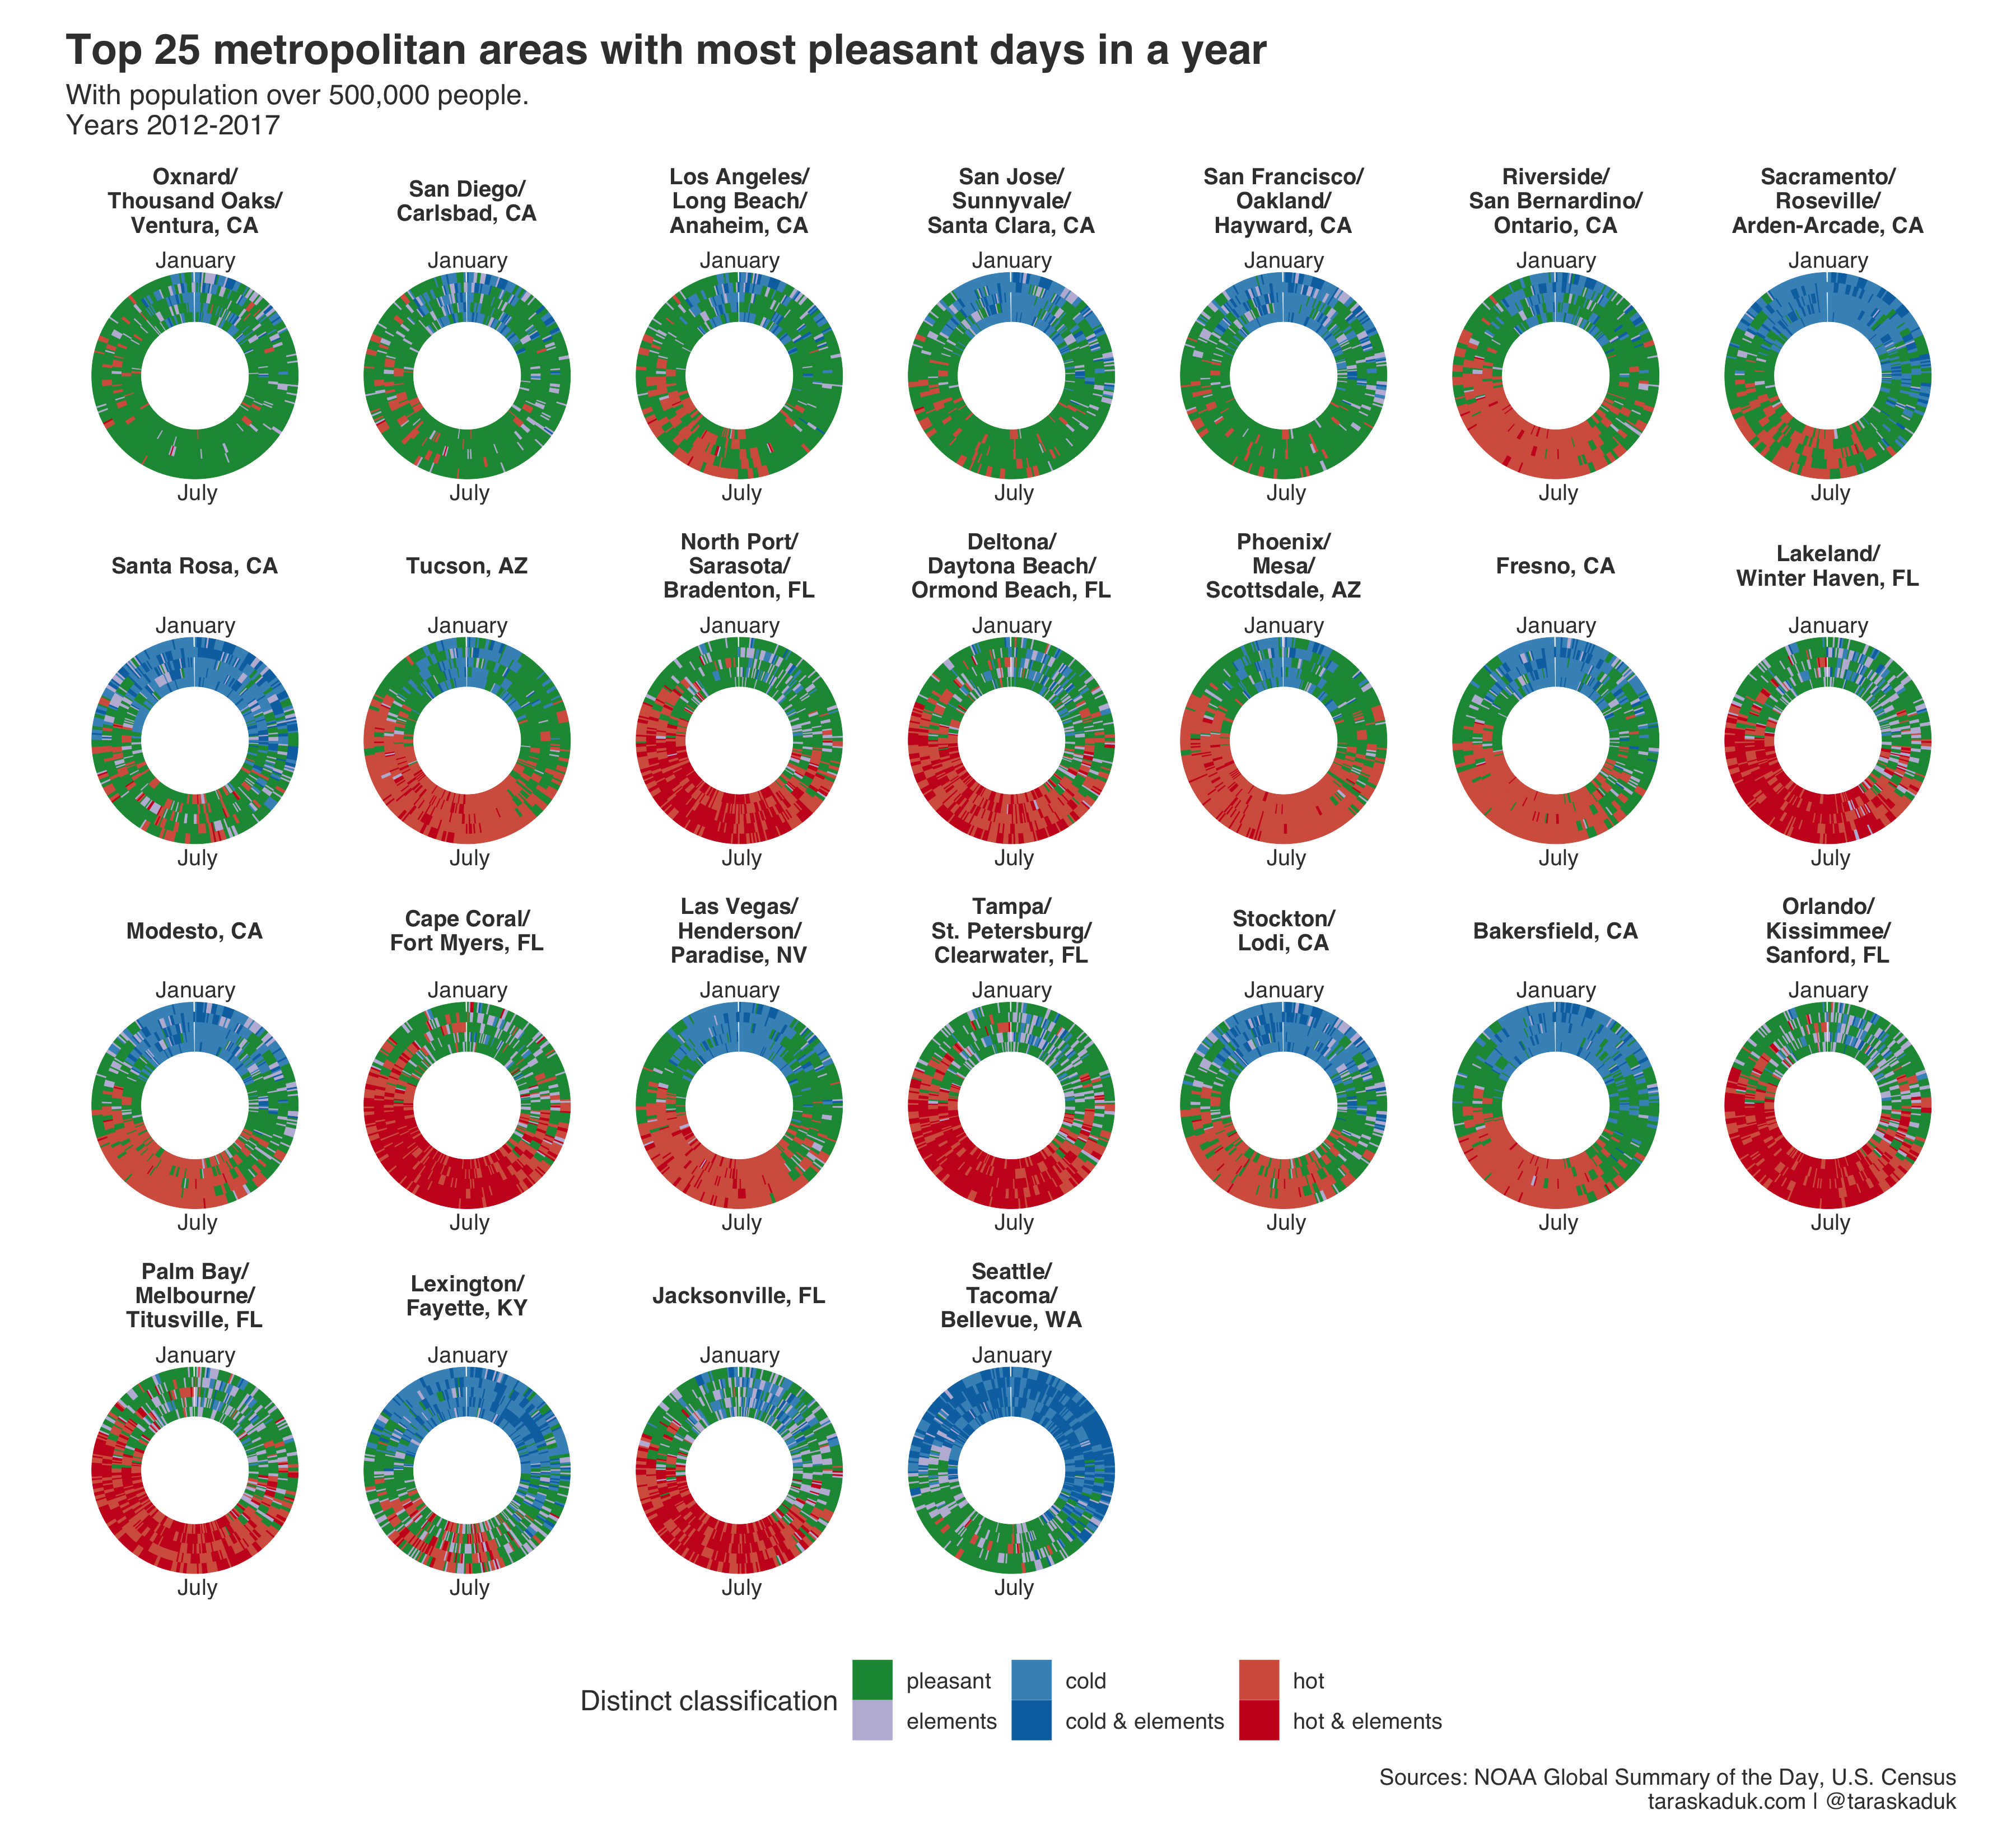 Top 25 metropolitan areas with most pleasant days in a year
With population over 500,000 people.
Years 2012-2017
Oxnard/
Thousand Oaks/
Ventura, CA
January
July
San Diego/
Carlsbad, CA
January
July
Los Angeles/
Long Beach/
Anaheim, CA
January
July
San Jose/
Sunnyvale/
Santa Clara, CA
January
July
San Francisco/
Oakland/
Hayward, CA
January
July
Riverside/
San Bernardino/
Ontario, CA
January
July
Sacramento/
Roseville/
Arden-Arcade, CA
January
July
Santa Rosa, CA
January
July
Tucson, AZ
January
July
North Port/
Sarasota/
Bradenton, FL
January
July
Deltona/
Daytona Beach/
Ormond Beach, FL
January
July
Phoenix/
Mesa/
Scottsdale, AZ
January
July
Fresno, CA
January
July
Lakeland/
Winter Haven, FL
January
July
Modesto, CA
January
July
Cape Coral/
Fort Myers, FL
January
July
Las Vegas/
Henderson/
Paradise, NV
January
July
Tampa/
St. Petersburg/
Clearwater, FL
January
July
Stockton/
Lodi, CA
January
July
Bakersfield, CA
January
July
Orlando/
Kissimmee/
Sanford, FL
January
July
Palm Bay/
Melbourne/
Titusville, FL
January
July
Lexington/
Fayette, KY
January
July
Jacksonville, FL
January
July
Seattle/
Tacoma/
Bellevue, WA
January
July
Distinct classification
pleasant
elements
cold
cold & elements
hot
hot & elements
Sources: NOAA Global Summary of the Day, U.S. Census
taraskaduk.com | @taraskaduk